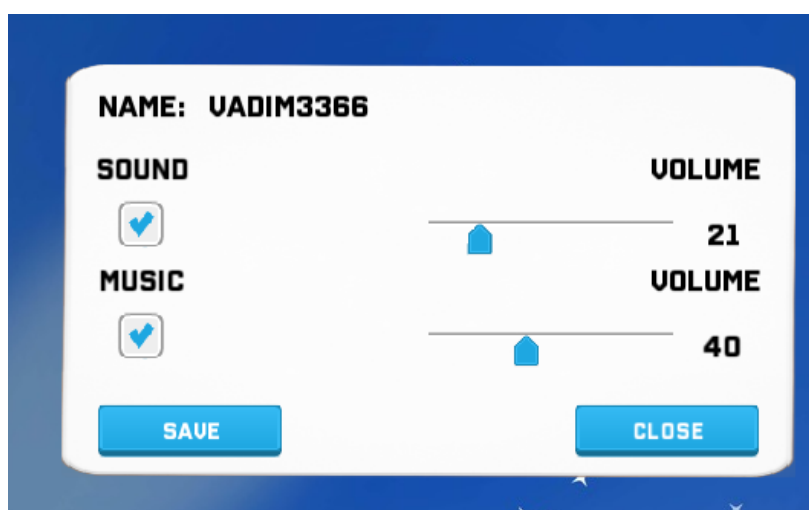 NAME: VADIM3366
SOUND VOLUME
21
MUSIC VOLUME
40
SAVE CLOSE